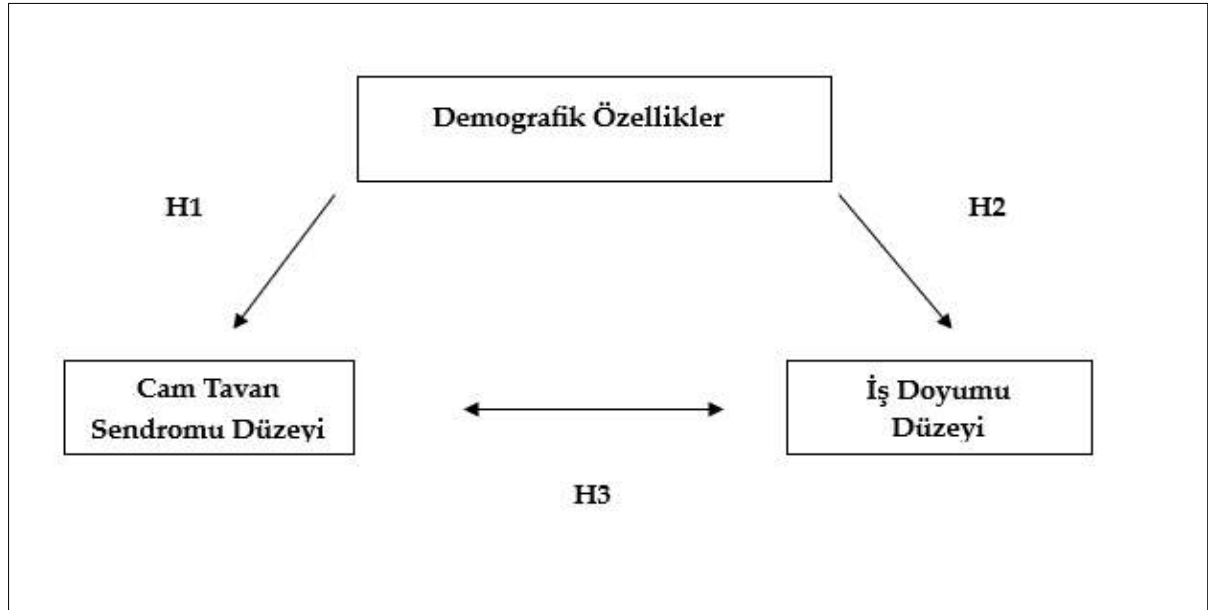 Demografik Özellikler
H1
H2
Cam Tavan
Sendromu Düzeyi
İş Doyumu
Düzeyi
H3